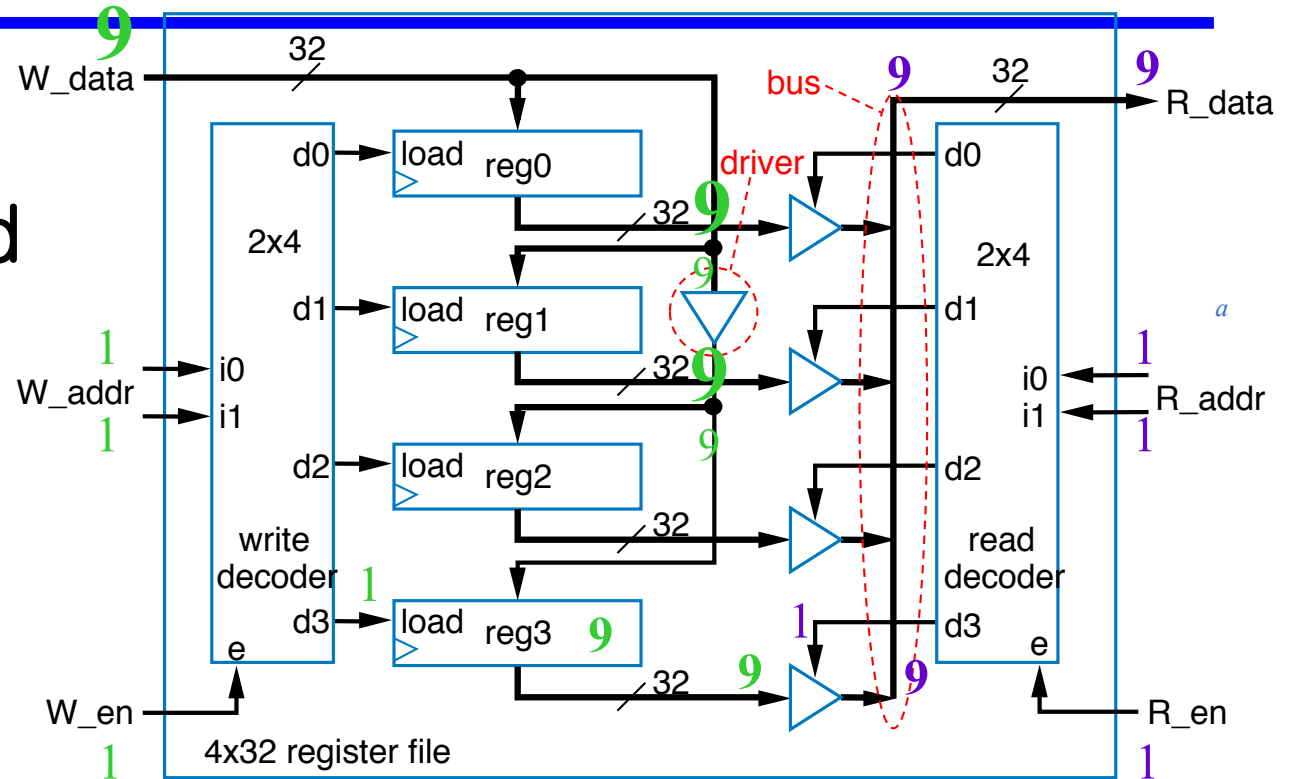 9
32
W_data
bus
9
32
9
R_data
d0
load
reg0
driver
d0
d
2x4
32
9
2x4
9
d1
load
reg1
d1
a
1
i0
32
9
i0
1
W_addr
R_addr
i1
i1
1
9
1
d2
load
reg2
d2
32
write
decoder
read
decoder
1
d3
load
reg3
9
1
d3
e
e
32
9
9
W_en
R_en
1
4x32 register file
1